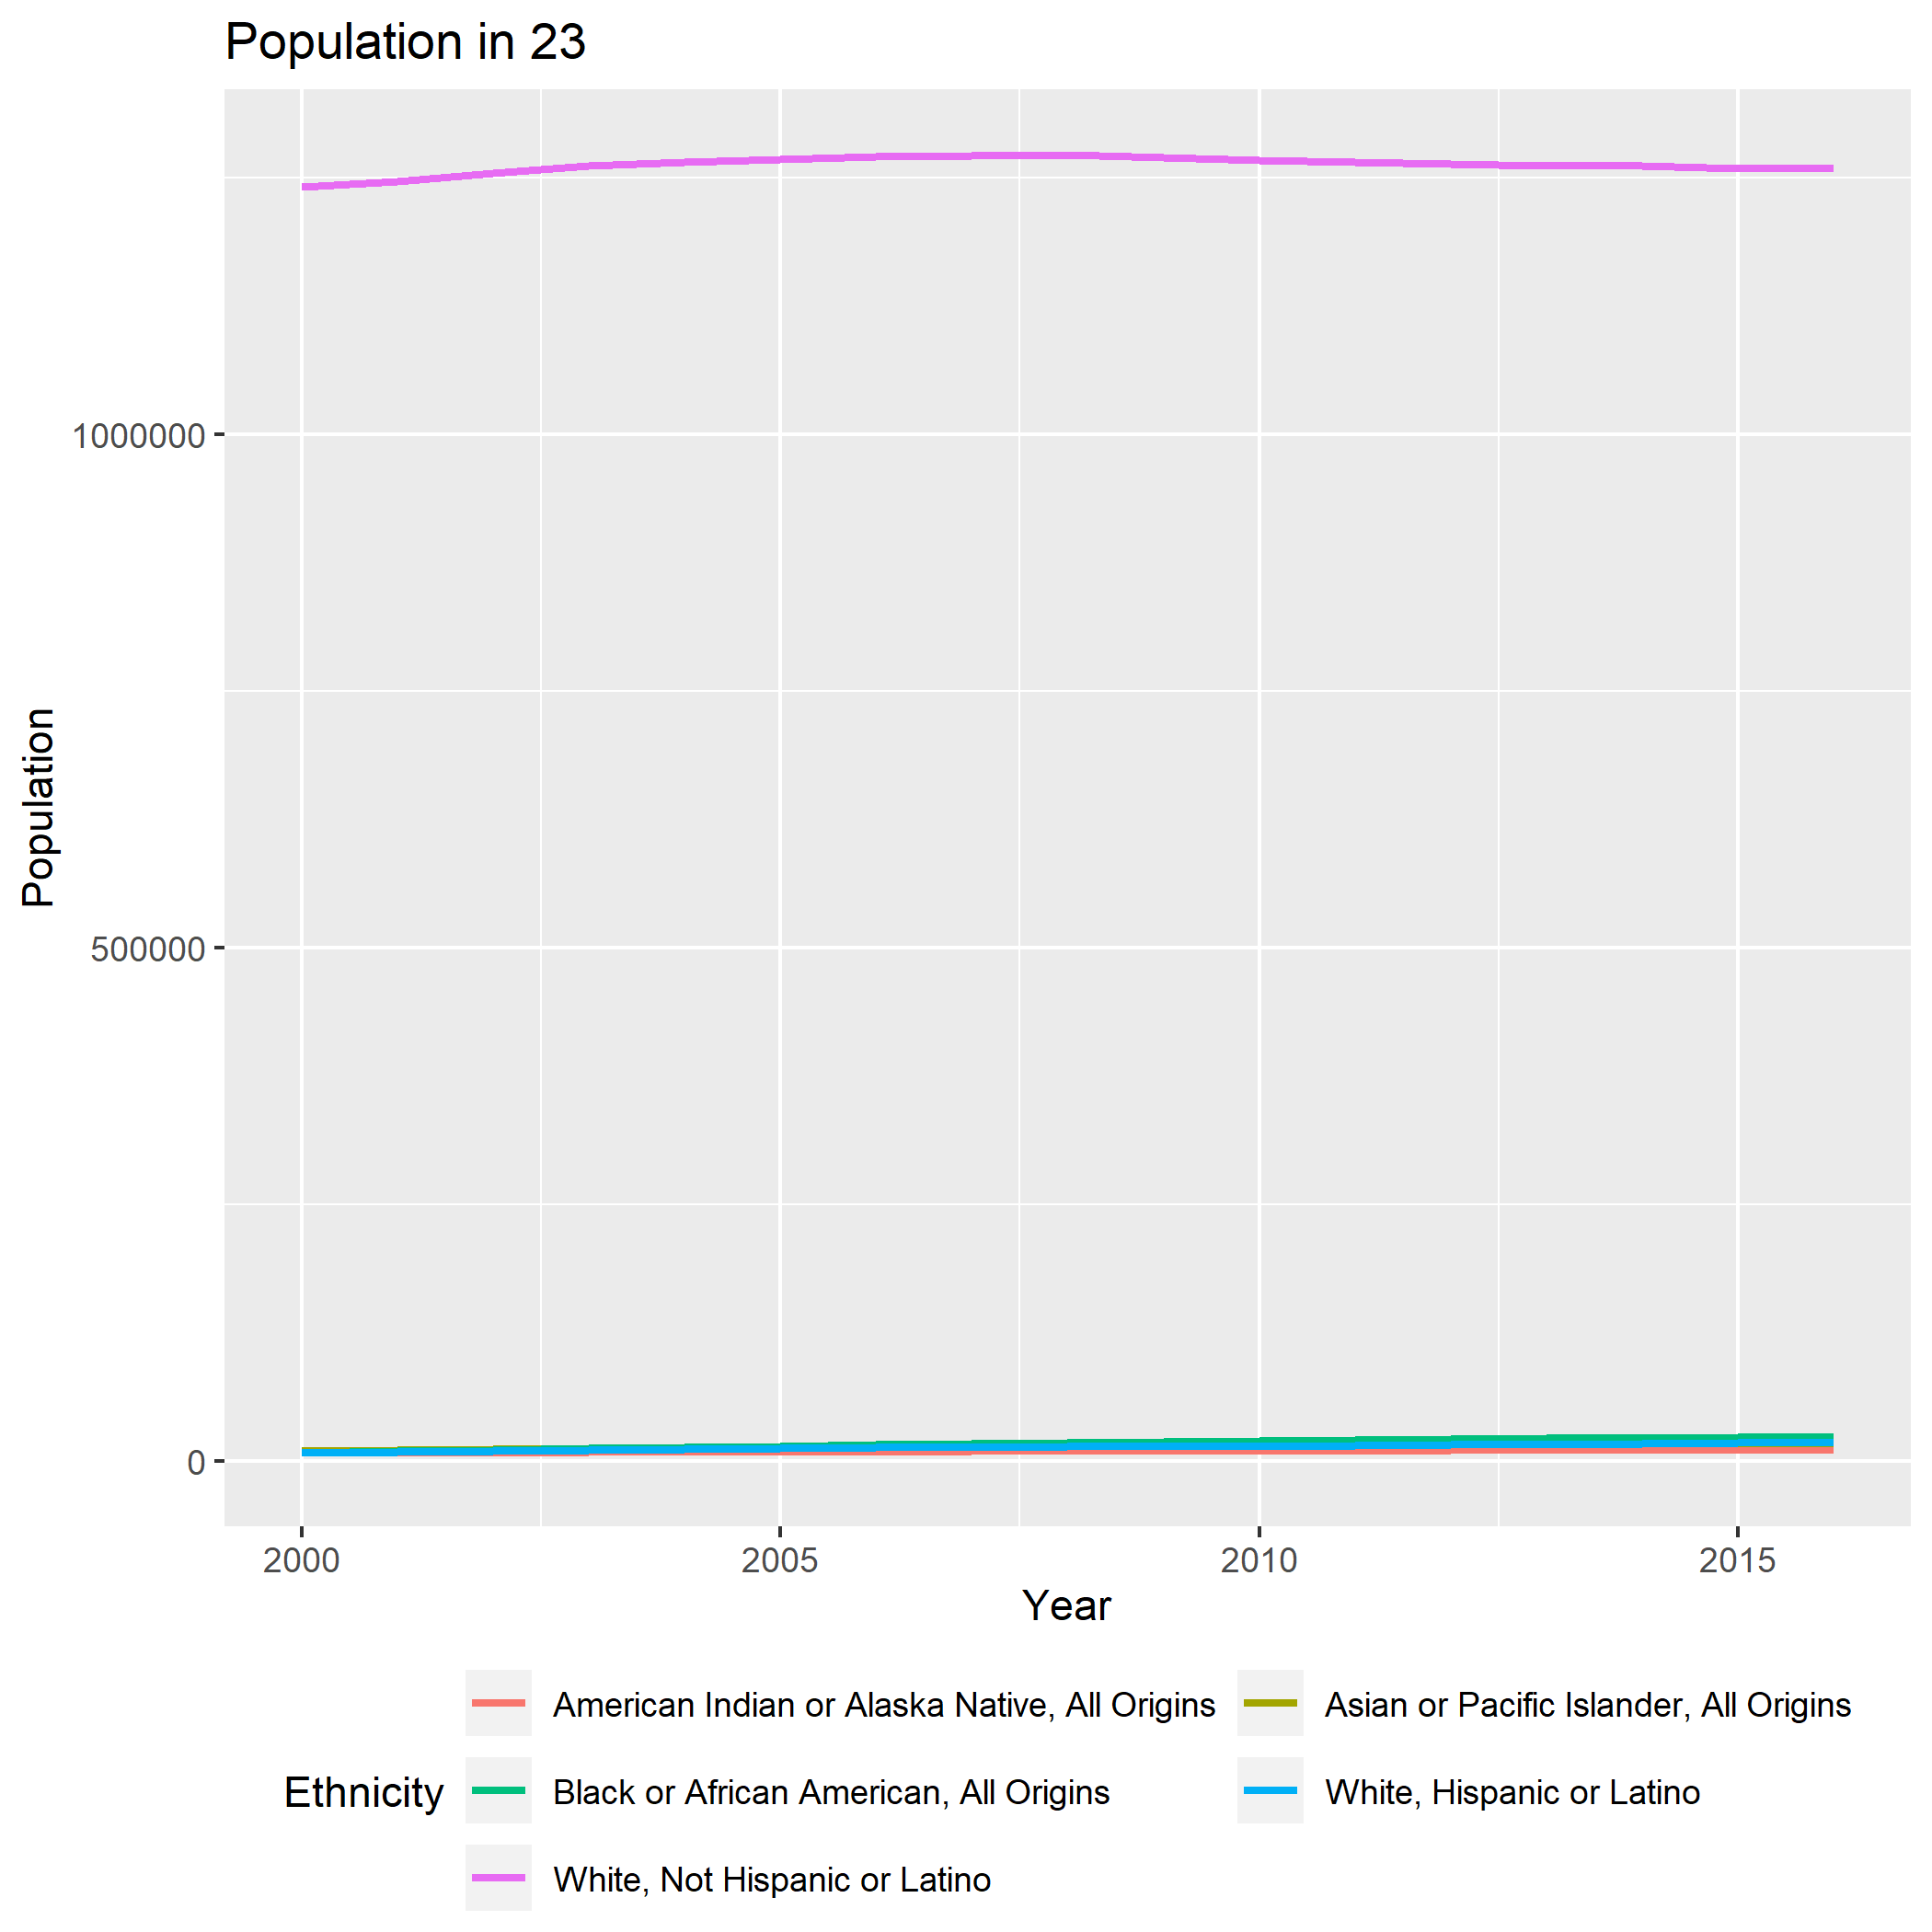 Population in 23
Population
1000000
500000
0
2000 2005 2010 2015
Year
Ethnicity
American Indian or Alaska Native, All Origins
Asian or Pacific Islander, All Origins
Black or African American, All Origins
White, Hispanic or Latino
White, Not Hispanic or Latino